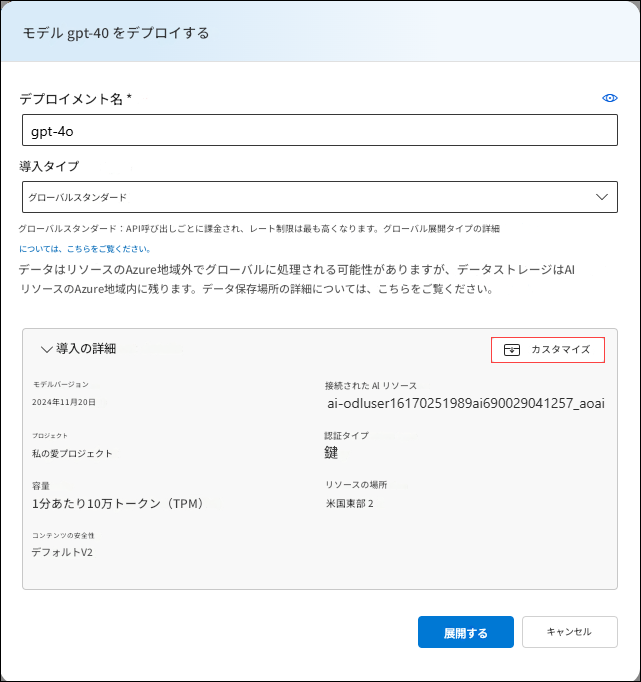 モデル gpt-40 をデプロイする
デプロイメント名 *
gpt-4o
導入タイプ
グローバルスタンダード
グローバルスタンダード：API呼び出しごとに課金され、レート制限は最も高くなります。グローバル展開タイプの詳細
については、こちらをご覧ください。
データはリソースのAzure地域外でグローバルに処理される可能性がありますが、データストレージはAI
リソースのAzure地域内に残ります。データ保存場所の詳細については、こちらをご覧ください。
導入の詳細
カスタマイズ
モデルバージョン
2024年11月20日
接続された AI リソース
ai-odluser16170251989ai690029041257_aoai
プロジェクト
私の愛プロジェクト
認証タイプ
鍵
容量
1分あたり10万トークン（TPM）
リソースの場所
米国東部 2
コンテンツの安全性
デフォルトV2
展開する
キャンセル